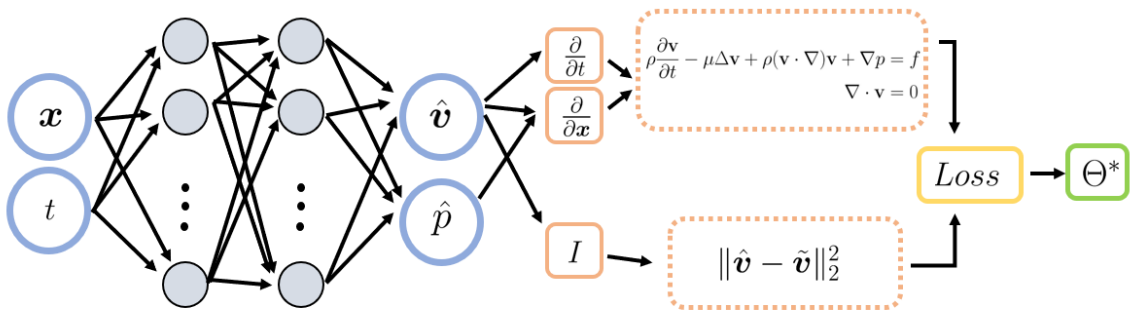 x
t
v̂
p̂
∂/∂t
∂/∂x
I
ρ ∂v/∂t − μΔv + ρ(v · ∇)v + ∇p = f
∇ · v = 0
‖v̂ − ṽ‖₂²
Loss
Θ*